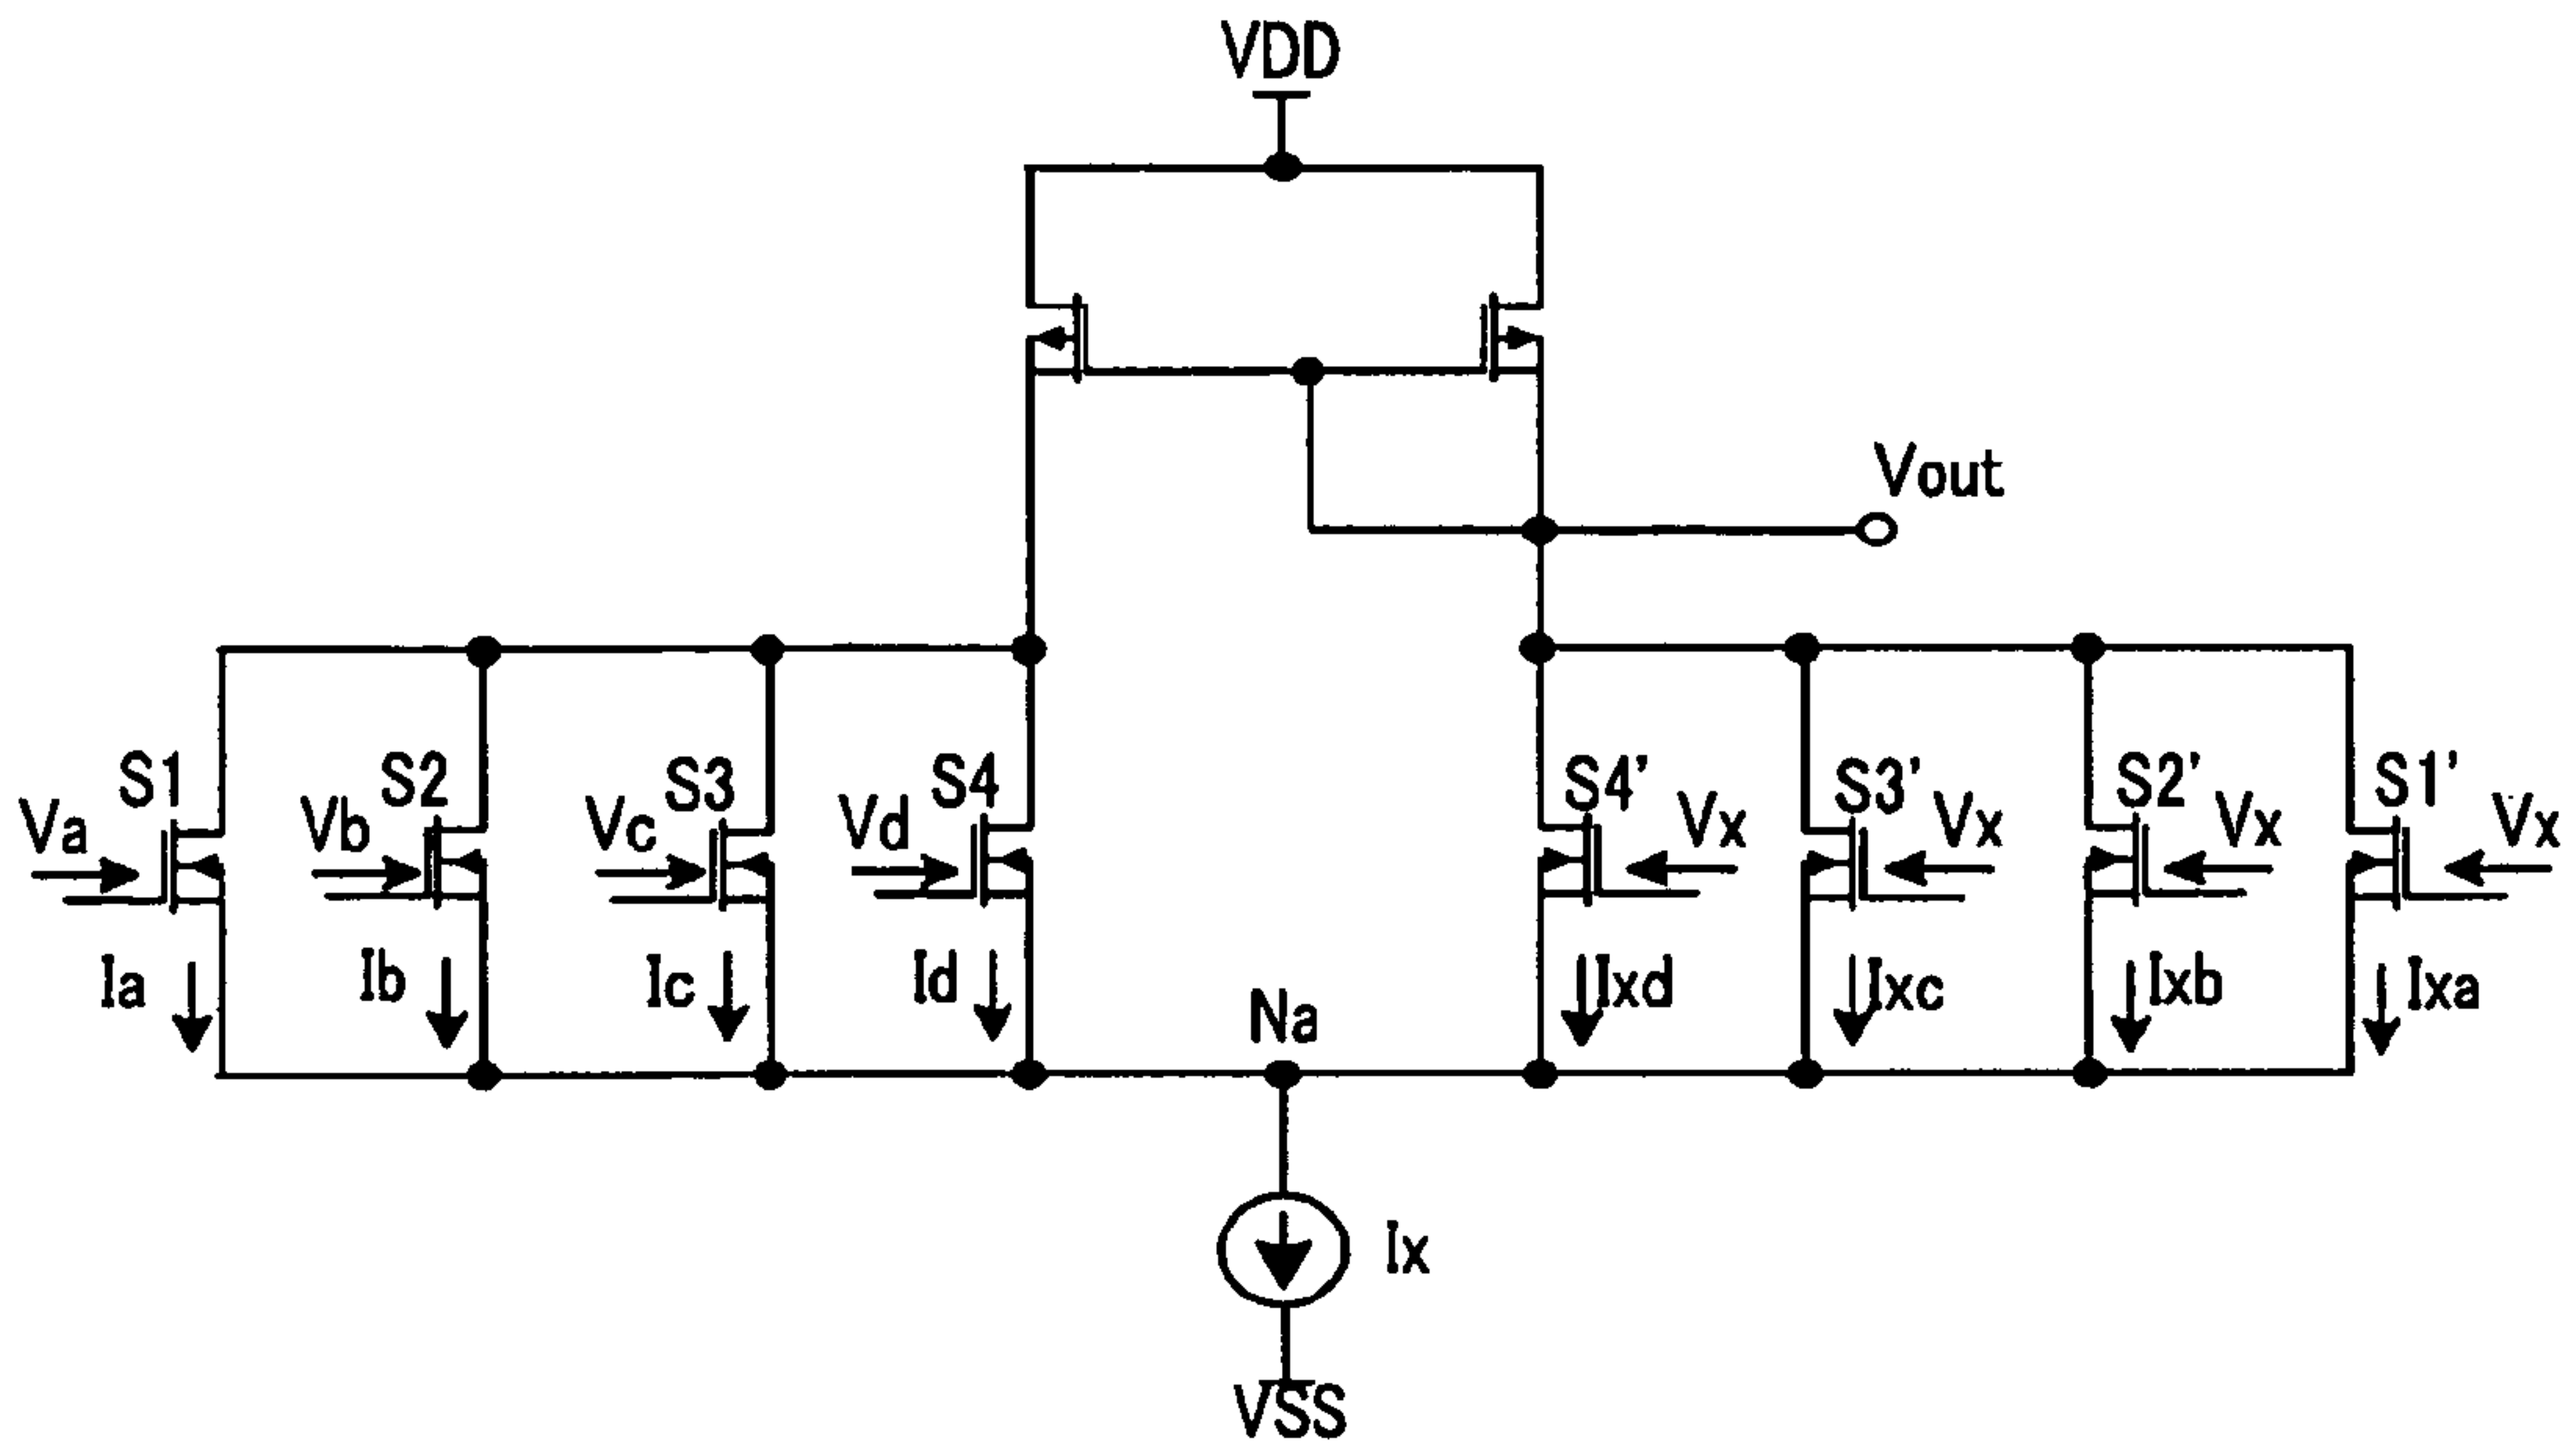 VDD
Vout
S1 S2 S3 S4 S4' S3' S2' S1'
Va Vb Vc Vd Vx Vx Vx Vx
Ia Ib Ic Id Na Ixd Ixc Ixb Ixa
Ix
VSS